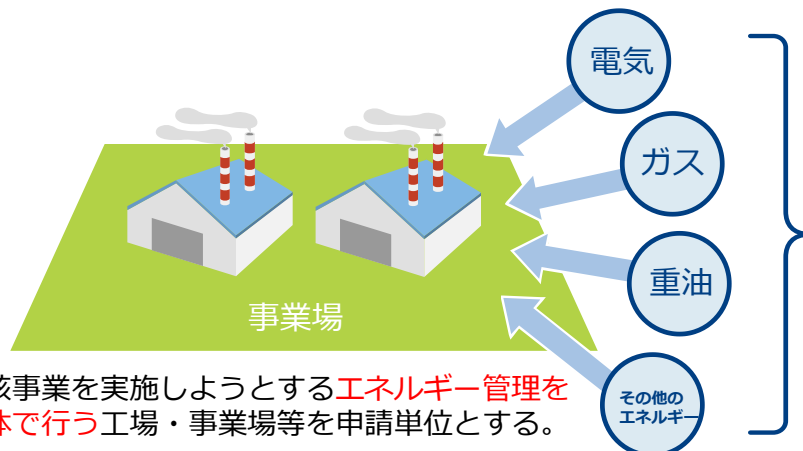 電気
ガス
重油
その他の
エネルギー
事業場
該事業を実施しようとするエネルギー管理を
体で行う工場・事業場等を申請単位とする。